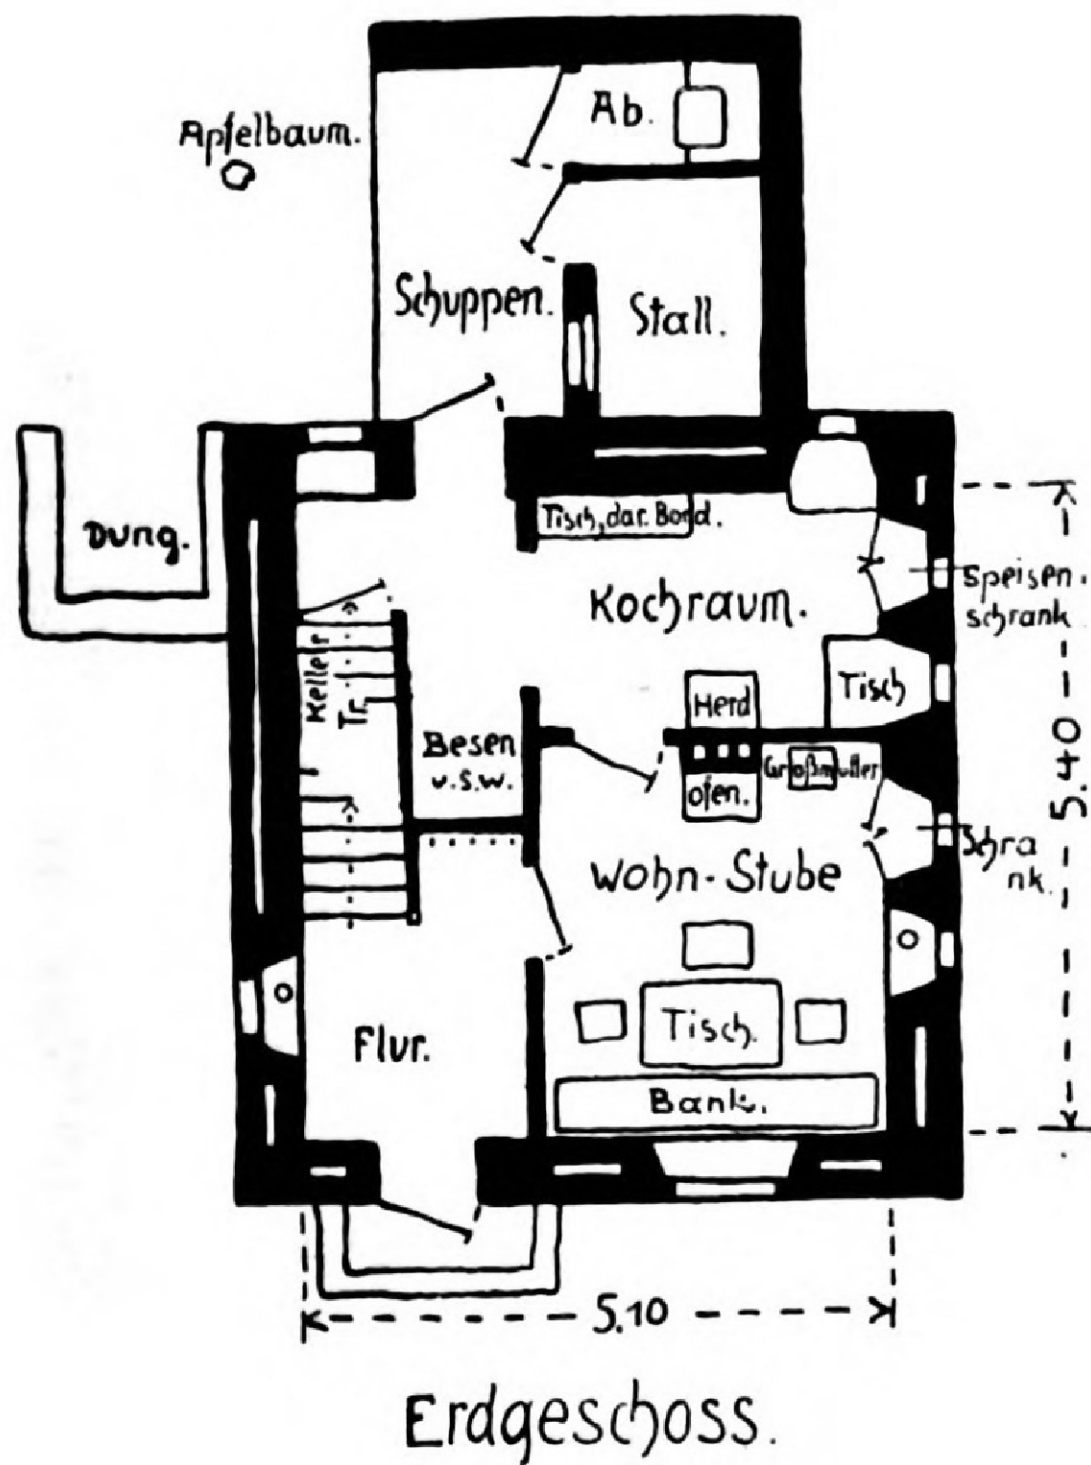 Apfelbaum.
Ab.
Schuppen.
Stall.
Dung.
Tisch, dar. Bord.
Speisen.
schrank
Kochraum.
Keller
Tr.
Herd
Tisch
Besen
u.s.w.
Großmutter
Ofen.
5.40
Wohn-Stube
Schra
nk.
Flur.
Tisch.
Bank.
5.10
Erdgeschoss.